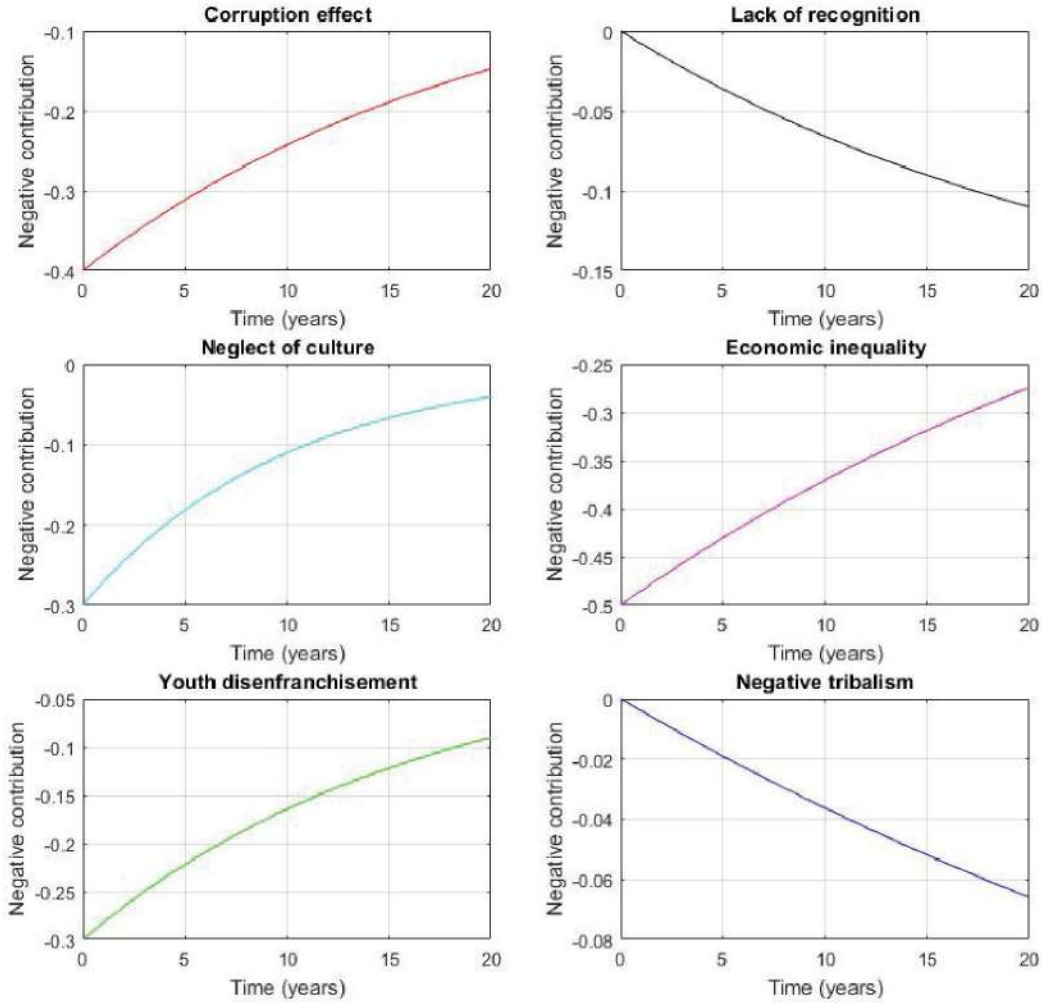 Corruption effect
Negative contribution
-0.1
-0.2
-0.3
-0.4
0 5 10 15 20
Time (years)
Lack of recognition
Negative contribution
0
-0.05
-0.1
-0.15
0 5 10 15 20
Time (years)
Neglect of culture
Negative contribution
0
-0.1
-0.2
-0.3
0 5 10 15 20
Time (years)
Economic inequality
Negative contribution
-0.25
-0.3
-0.35
-0.4
-0.45
-0.5
0 5 10 15 20
Time (years)
Youth disenfranchisement
Negative contribution
-0.05
-0.1
-0.15
-0.2
-0.25
-0.3
0 5 10 15 20
Time (years)
Negative tribalism
Negative contribution
0
-0.02
-0.04
-0.06
-0.08
0 5 10 15 20
Time (years)